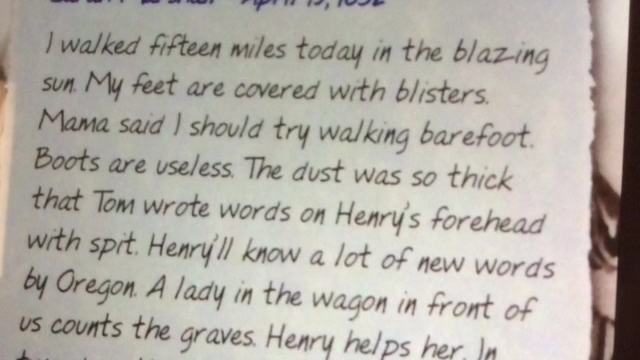 I walked fifteen miles today in the blazing
sun. My feet are covered with blisters.
Mama said I should try walking barefoot.
Boots are useless. The dust was so thick
that Tom wrote words on Henry's forehead
with spit. Henry'll know a lot of new words
by Oregon. A lady in the wagon in front of
us counts the graves. Henry helps her. In